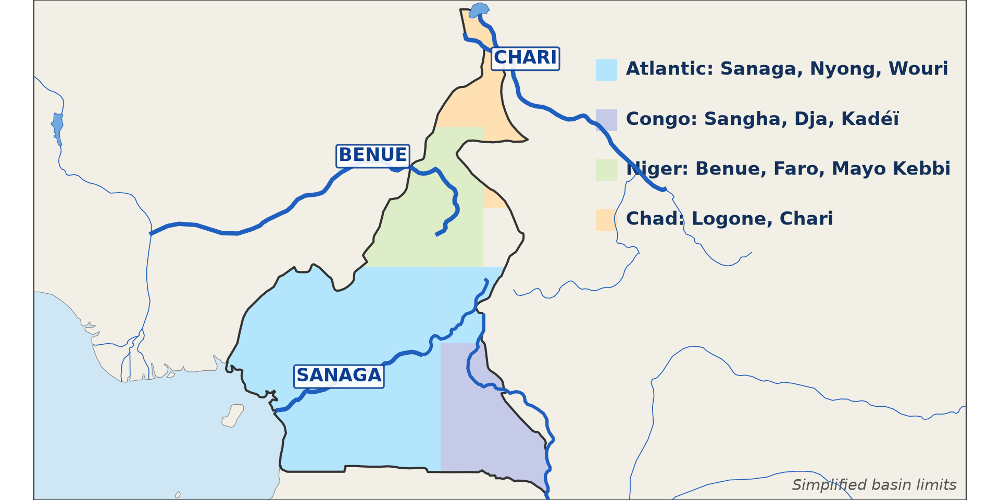 CHARI
Atlantic: Sanaga, Nyong, Wouri
Congo: Sangha, Dja, Kadéï
BENUE
Niger: Benue, Faro, Mayo Kebbi
Chad: Logone, Chari
SANAGA
Simplified basin limits